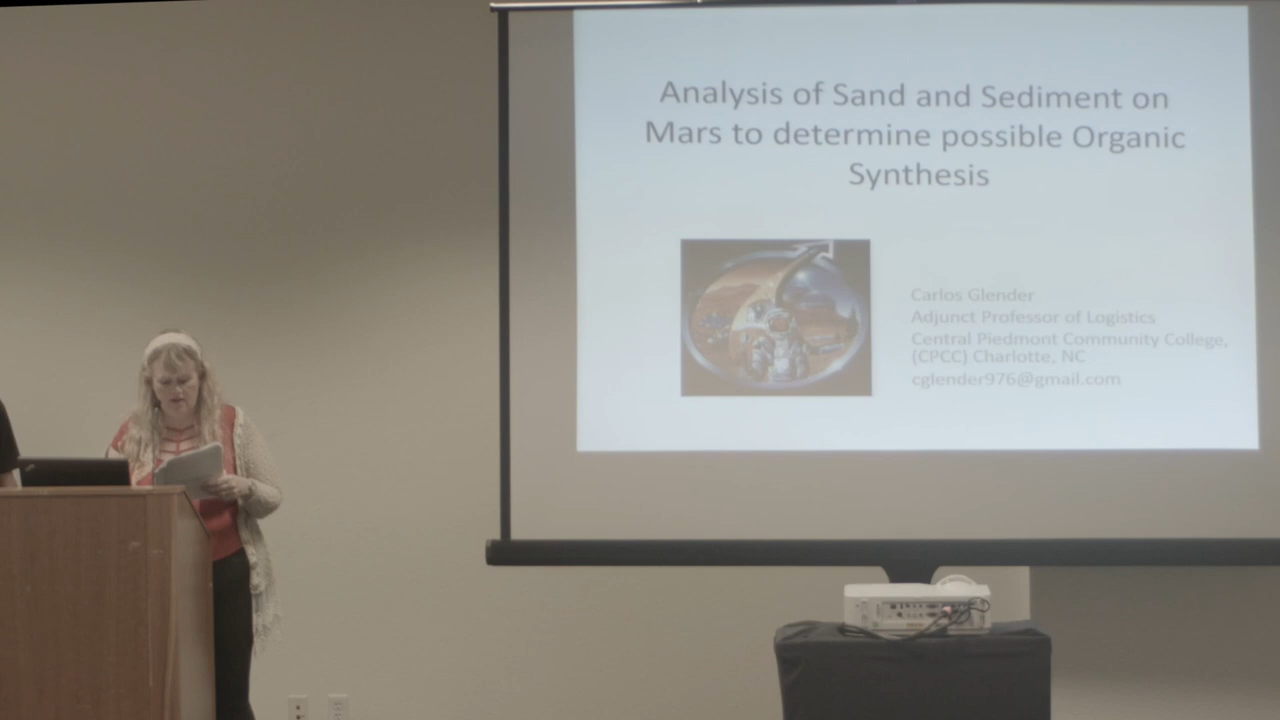 Analysis of Sand and Sediment on
Mars to determine possible Organic
Synthesis
Carlos Glender
Adjunct Professor of Logistics
Central Piedmont Community College,
(CPCC) Charlotte, NC
cglender976@gmail.com